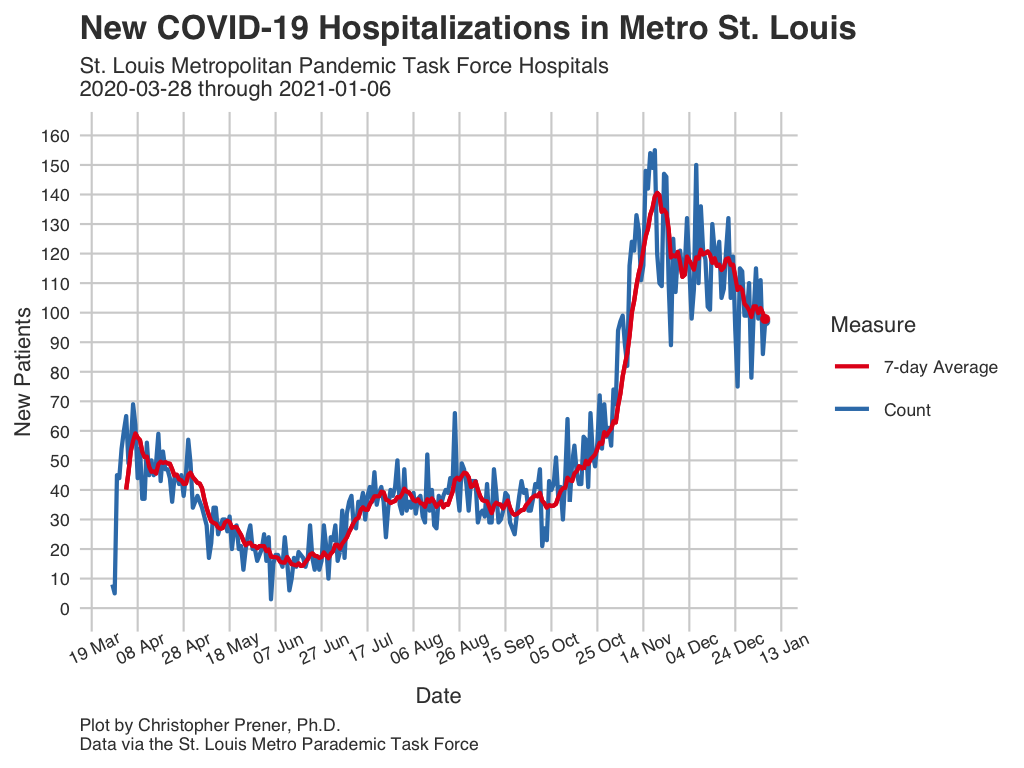 New COVID-19 Hospitalizations in Metro St. Louis
St. Louis Metropolitan Pandemic Task Force Hospitals
2020-03-28 through 2021-01-06
160
150
140
130
120
110
100
90
80
70
60
50
40
30
20
10
0
New Patients
19 Mar
08 Apr
28 Apr
18 May
07 Jun
27 Jun
17 Jul
06 Aug
26 Aug
15 Sep
05 Oct
25 Oct
14 Nov
04 Dec
24 Dec
13 Jan
Date
Measure
7-day Average
Count
Plot by Christopher Prener, Ph.D.
Data via the St. Louis Metro Parademic Task Force